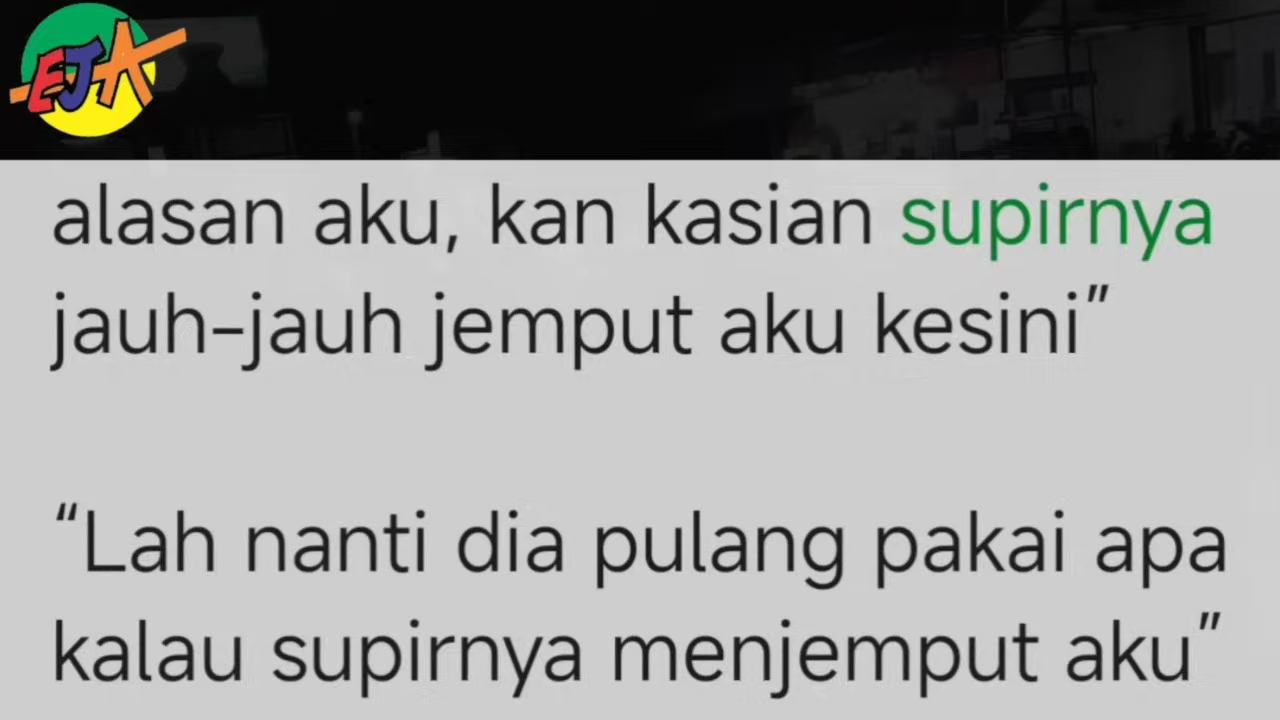 EJA
alasan aku, kan kasian supirnya
jauh-jauh jemput aku kesini”
“Lah nanti dia pulang pakai apa
kalau supirnya menjemput aku”